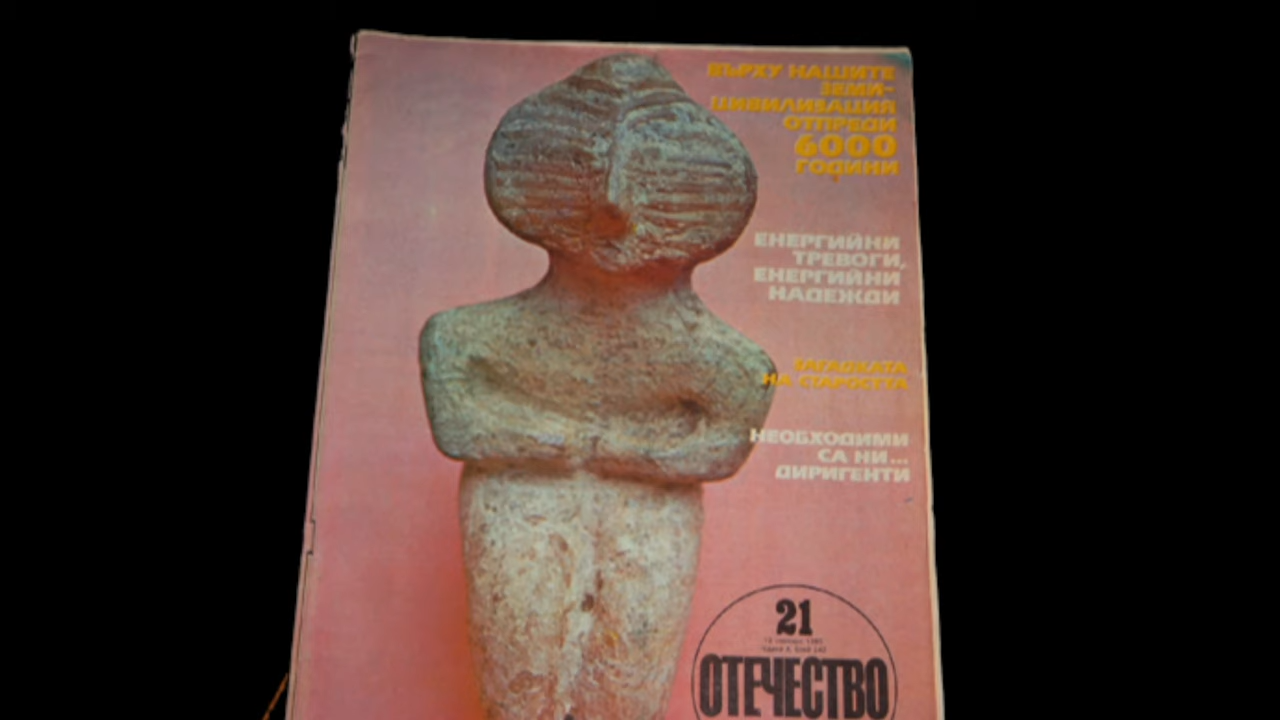 ВЪРХУ НАШИТЕ
ЗЕМИ-
ЦИВИЛИЗАЦИЯ
ОТПРЕДИ
6000
ГОДИНИ
ЕНЕРГИЙНИ
ТРЕВОГИ,
ЕНЕРГИЙНИ
НАДЕЖДИ
ЗАГАДКАТА
НА СТАРОСТТА
НЕОБХОДИМИ
СА НИ...
ДИРИГЕНТИ
21
ОТЕЧЕСТВО